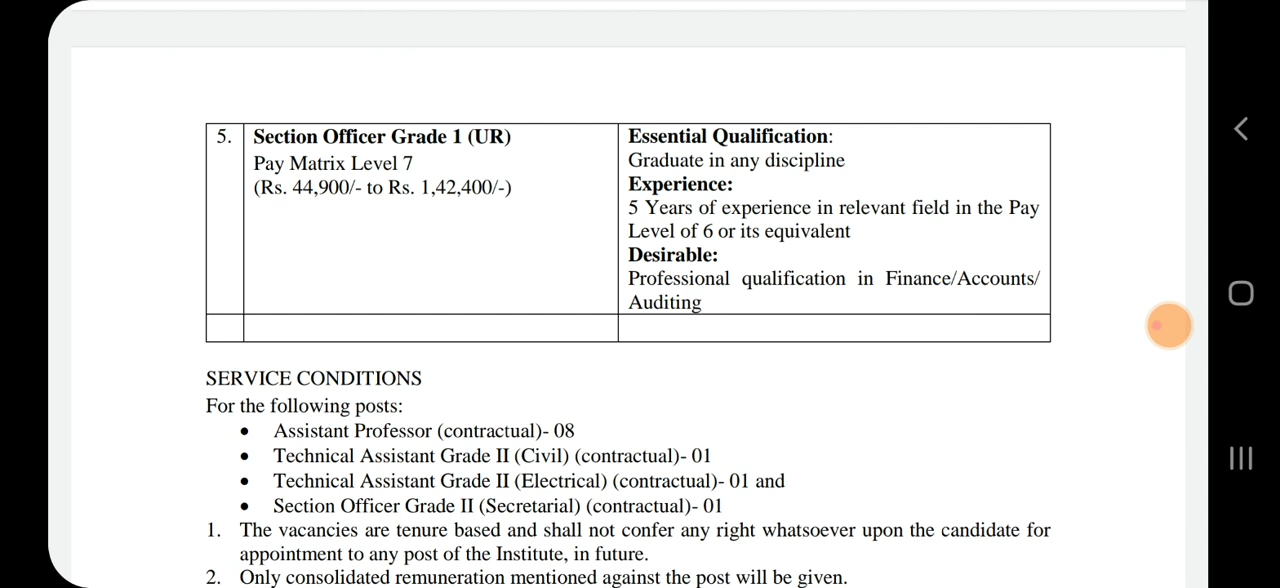 5.
Section Officer Grade 1 (UR)
Pay Matrix Level 7
(Rs. 44,900/- to Rs. 1,42,400/-)
Essential Qualification:
Graduate in any discipline
Experience:
5 Years of experience in relevant field in the Pay
Level of 6 or its equivalent
Desirable:
Professional qualification in Finance/Accounts/
Auditing
SERVICE CONDITIONS
For the following posts:
• Assistant Professor (contractual)- 08
• Technical Assistant Grade II (Civil) (contractual)- 01
• Technical Assistant Grade II (Electrical) (contractual)- 01 and
• Section Officer Grade II (Secretarial) (contractual)- 01
1. The vacancies are tenure based and shall not confer any right whatsoever upon the candidate for
appointment to any post of the Institute, in future.
2. Only consolidated remuneration mentioned against the post will be given.